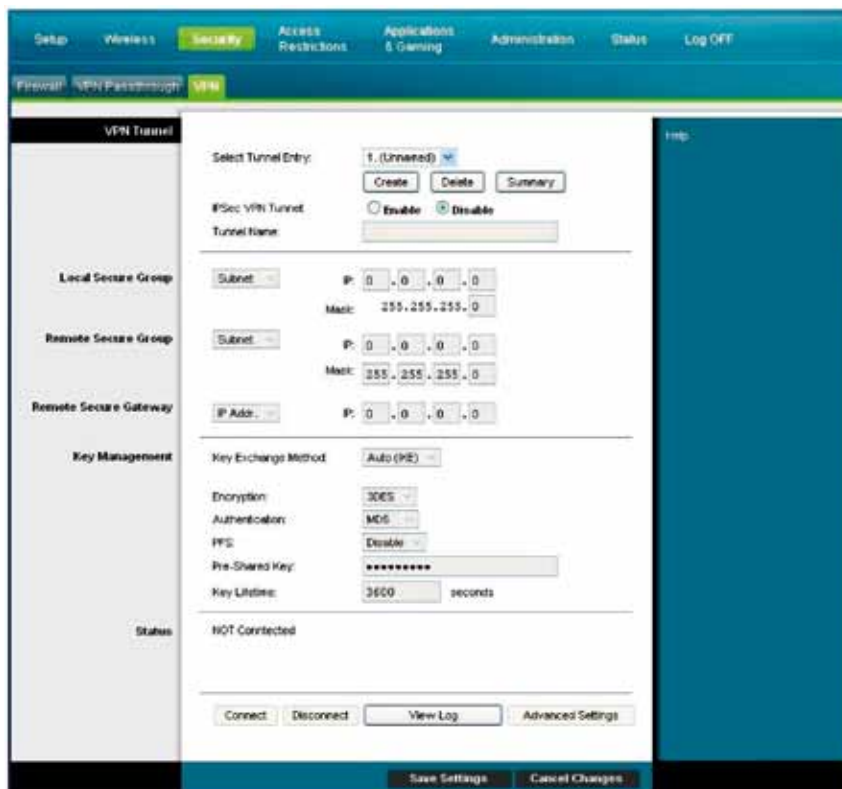 Setup Wireless Security Access Restrictions Applications & Gaming Administration Status Log OFF
Firewall VPN Passthrough VPN
VPN Tunnel
Help
Select Tunnel Entry: 1. (Unnamed)
Create Delete Summary
IPSec VPN Tunnel: Enable Disable
Tunnel Name:
Local Secure Group Subnet IP: 0 . 0 . 0 . 0
Mask: 255.255.255. 0
Remote Secure Group Subnet IP: 0 . 0 . 0 . 0
Mask: 255 . 255 . 255 . 0
Remote Secure Gateway IP Addr. IP: 0 . 0 . 0 . 0
Key Management Key Exchange Method: Auto (IKE)
Encryption: 3DES
Authentication: MD5
PFS: Disable
Pre-Shared Key: •••••••••
Key Lifetime: 3600 seconds
Status NOT Connected
Connect Disconnect View Log Advanced Settings
Save Settings Cancel Changes